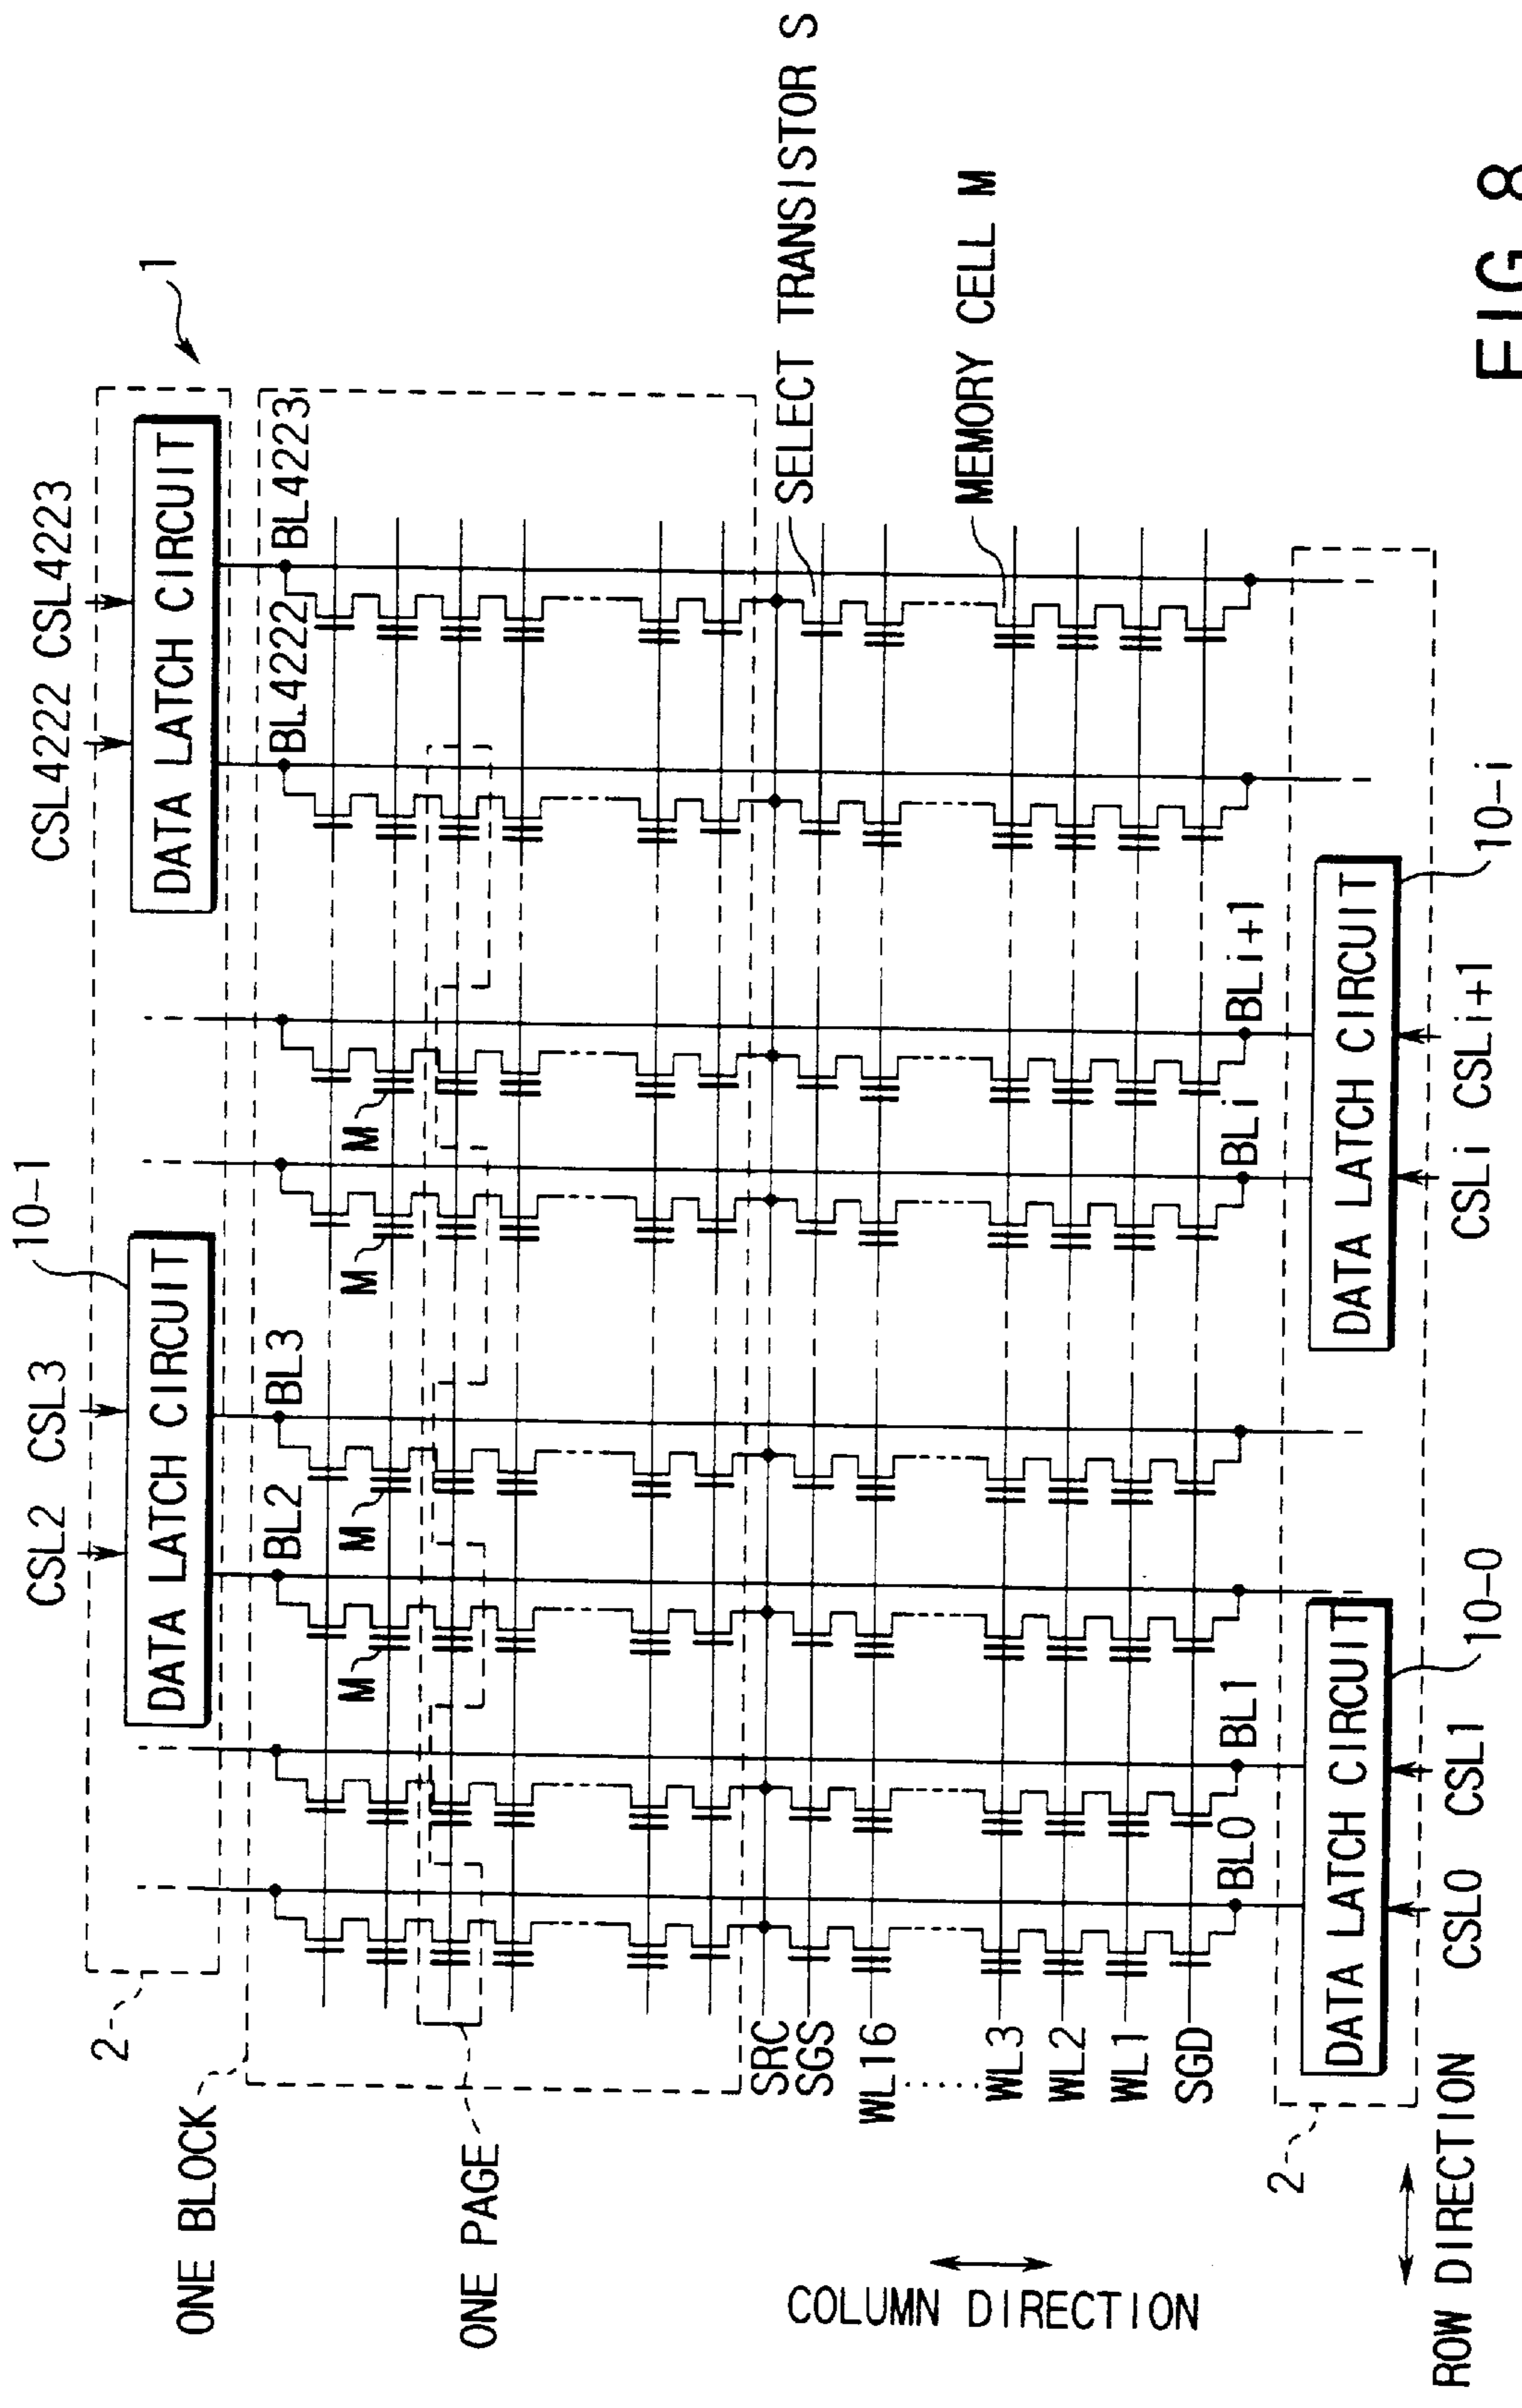 CSL2 CSL3
10-1
CSL4222 CSL4223
1
2
DATA LATCH CIRCUIT
DATA LATCH CIRCUIT
ONE BLOCK
BL2
BL3
BL4222
BL4223
M
M
M
M
ONE PAGE
SRC
SELECT TRANSISTOR S
SGS
WL16
WL3
MEMORY CELL M
WL2
WL1
SGD
BL0
BL1
BLi
BLi+1
COLUMN DIRECTION
2
DATA LATCH CIRCUIT
DATA LATCH CIRCUIT
CSL0 CSL1
10-0
CSLi CSLi+1
10-i
ROW DIRECTION
FIG. 8